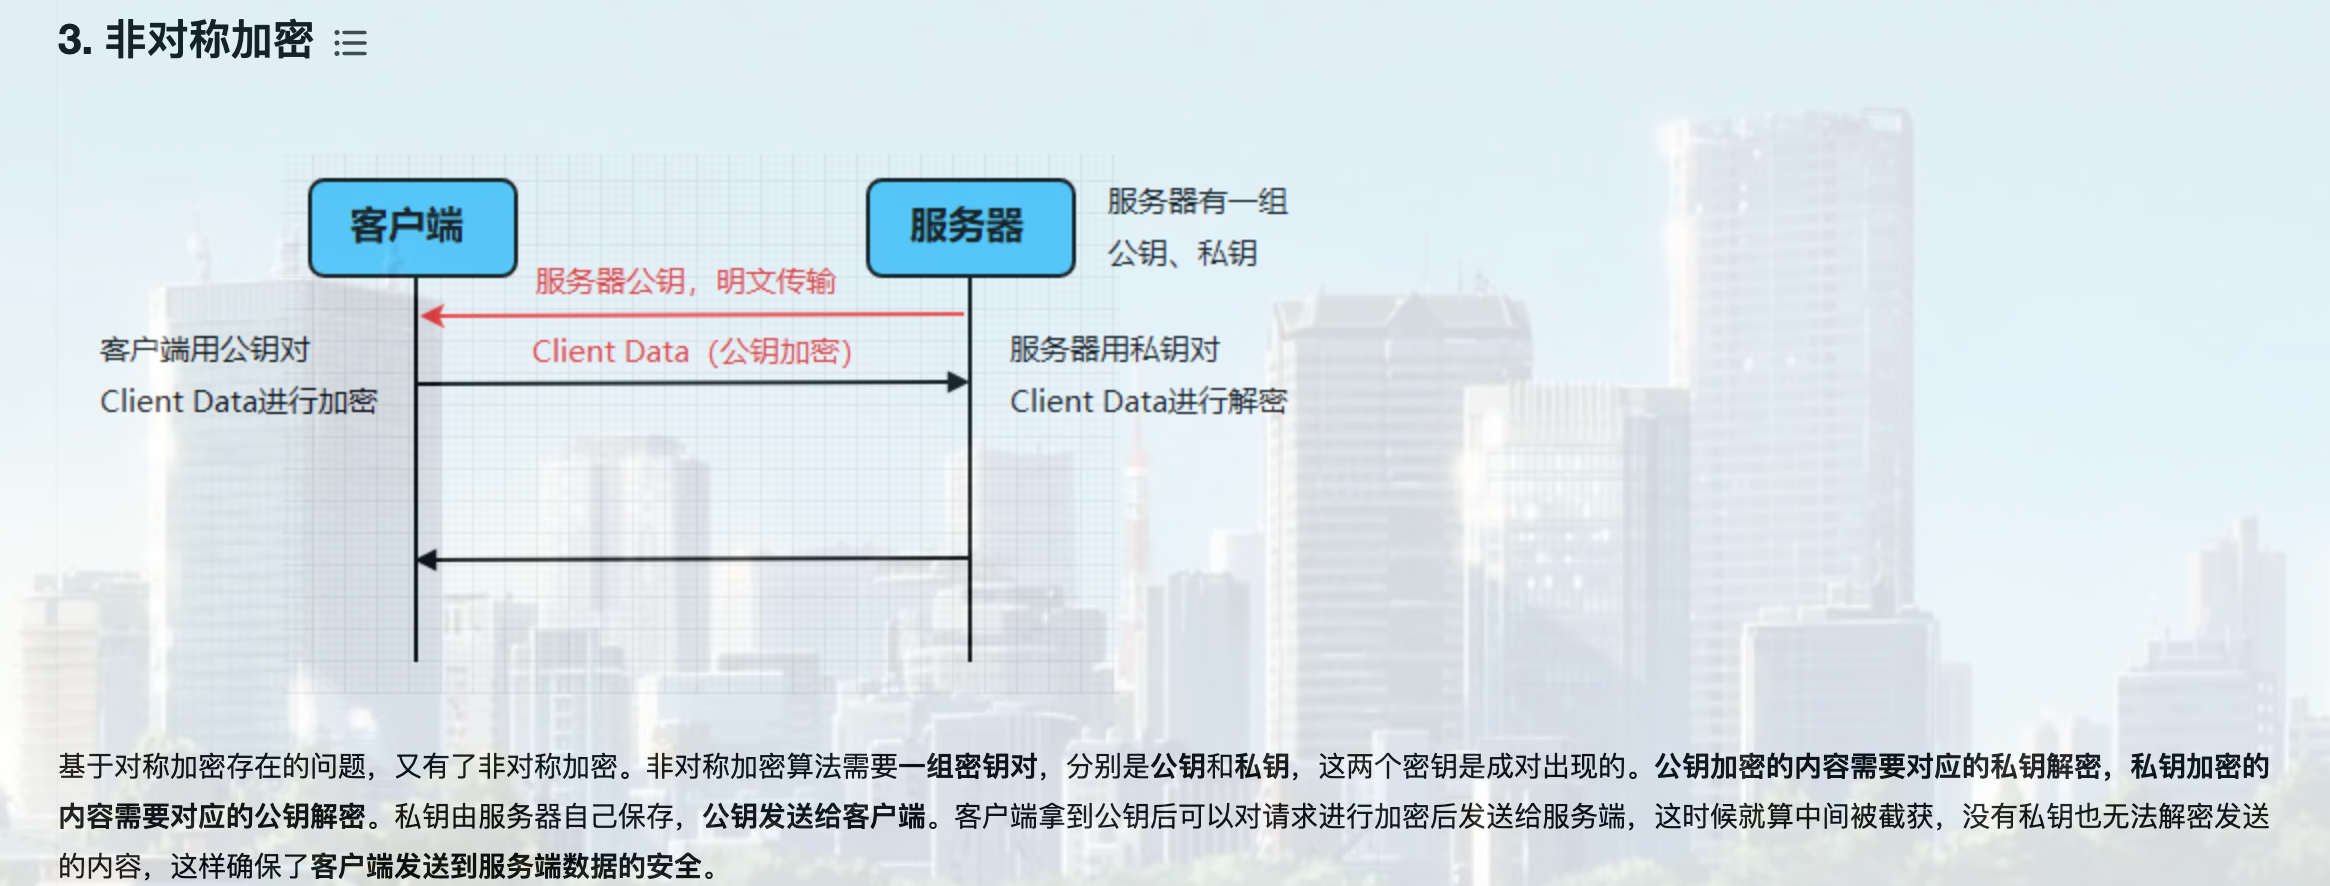 3. 非对称加密
客户端
服务器
服务器有一组
公钥、私钥
服务器公钥，明文传输
客户端用公钥对
Client Data进行加密
Client Data（公钥加密）
服务器用私钥对
Client Data进行解密
基于对称加密存在的问题，又有了非对称加密。非对称加密算法需要一组密钥对，分别是公钥和私钥，这两个密钥是成对出现的。公钥加密的内容需要对应的私钥解密，私钥加密的
内容需要对应的公钥解密。私钥由服务器自己保存，公钥发送给客户端。客户端拿到公钥后可以对请求进行加密后发送给服务端，这时候就算中间被截获，没有私钥也无法解密发送
的内容，这样确保了客户端发送到服务端数据的安全。